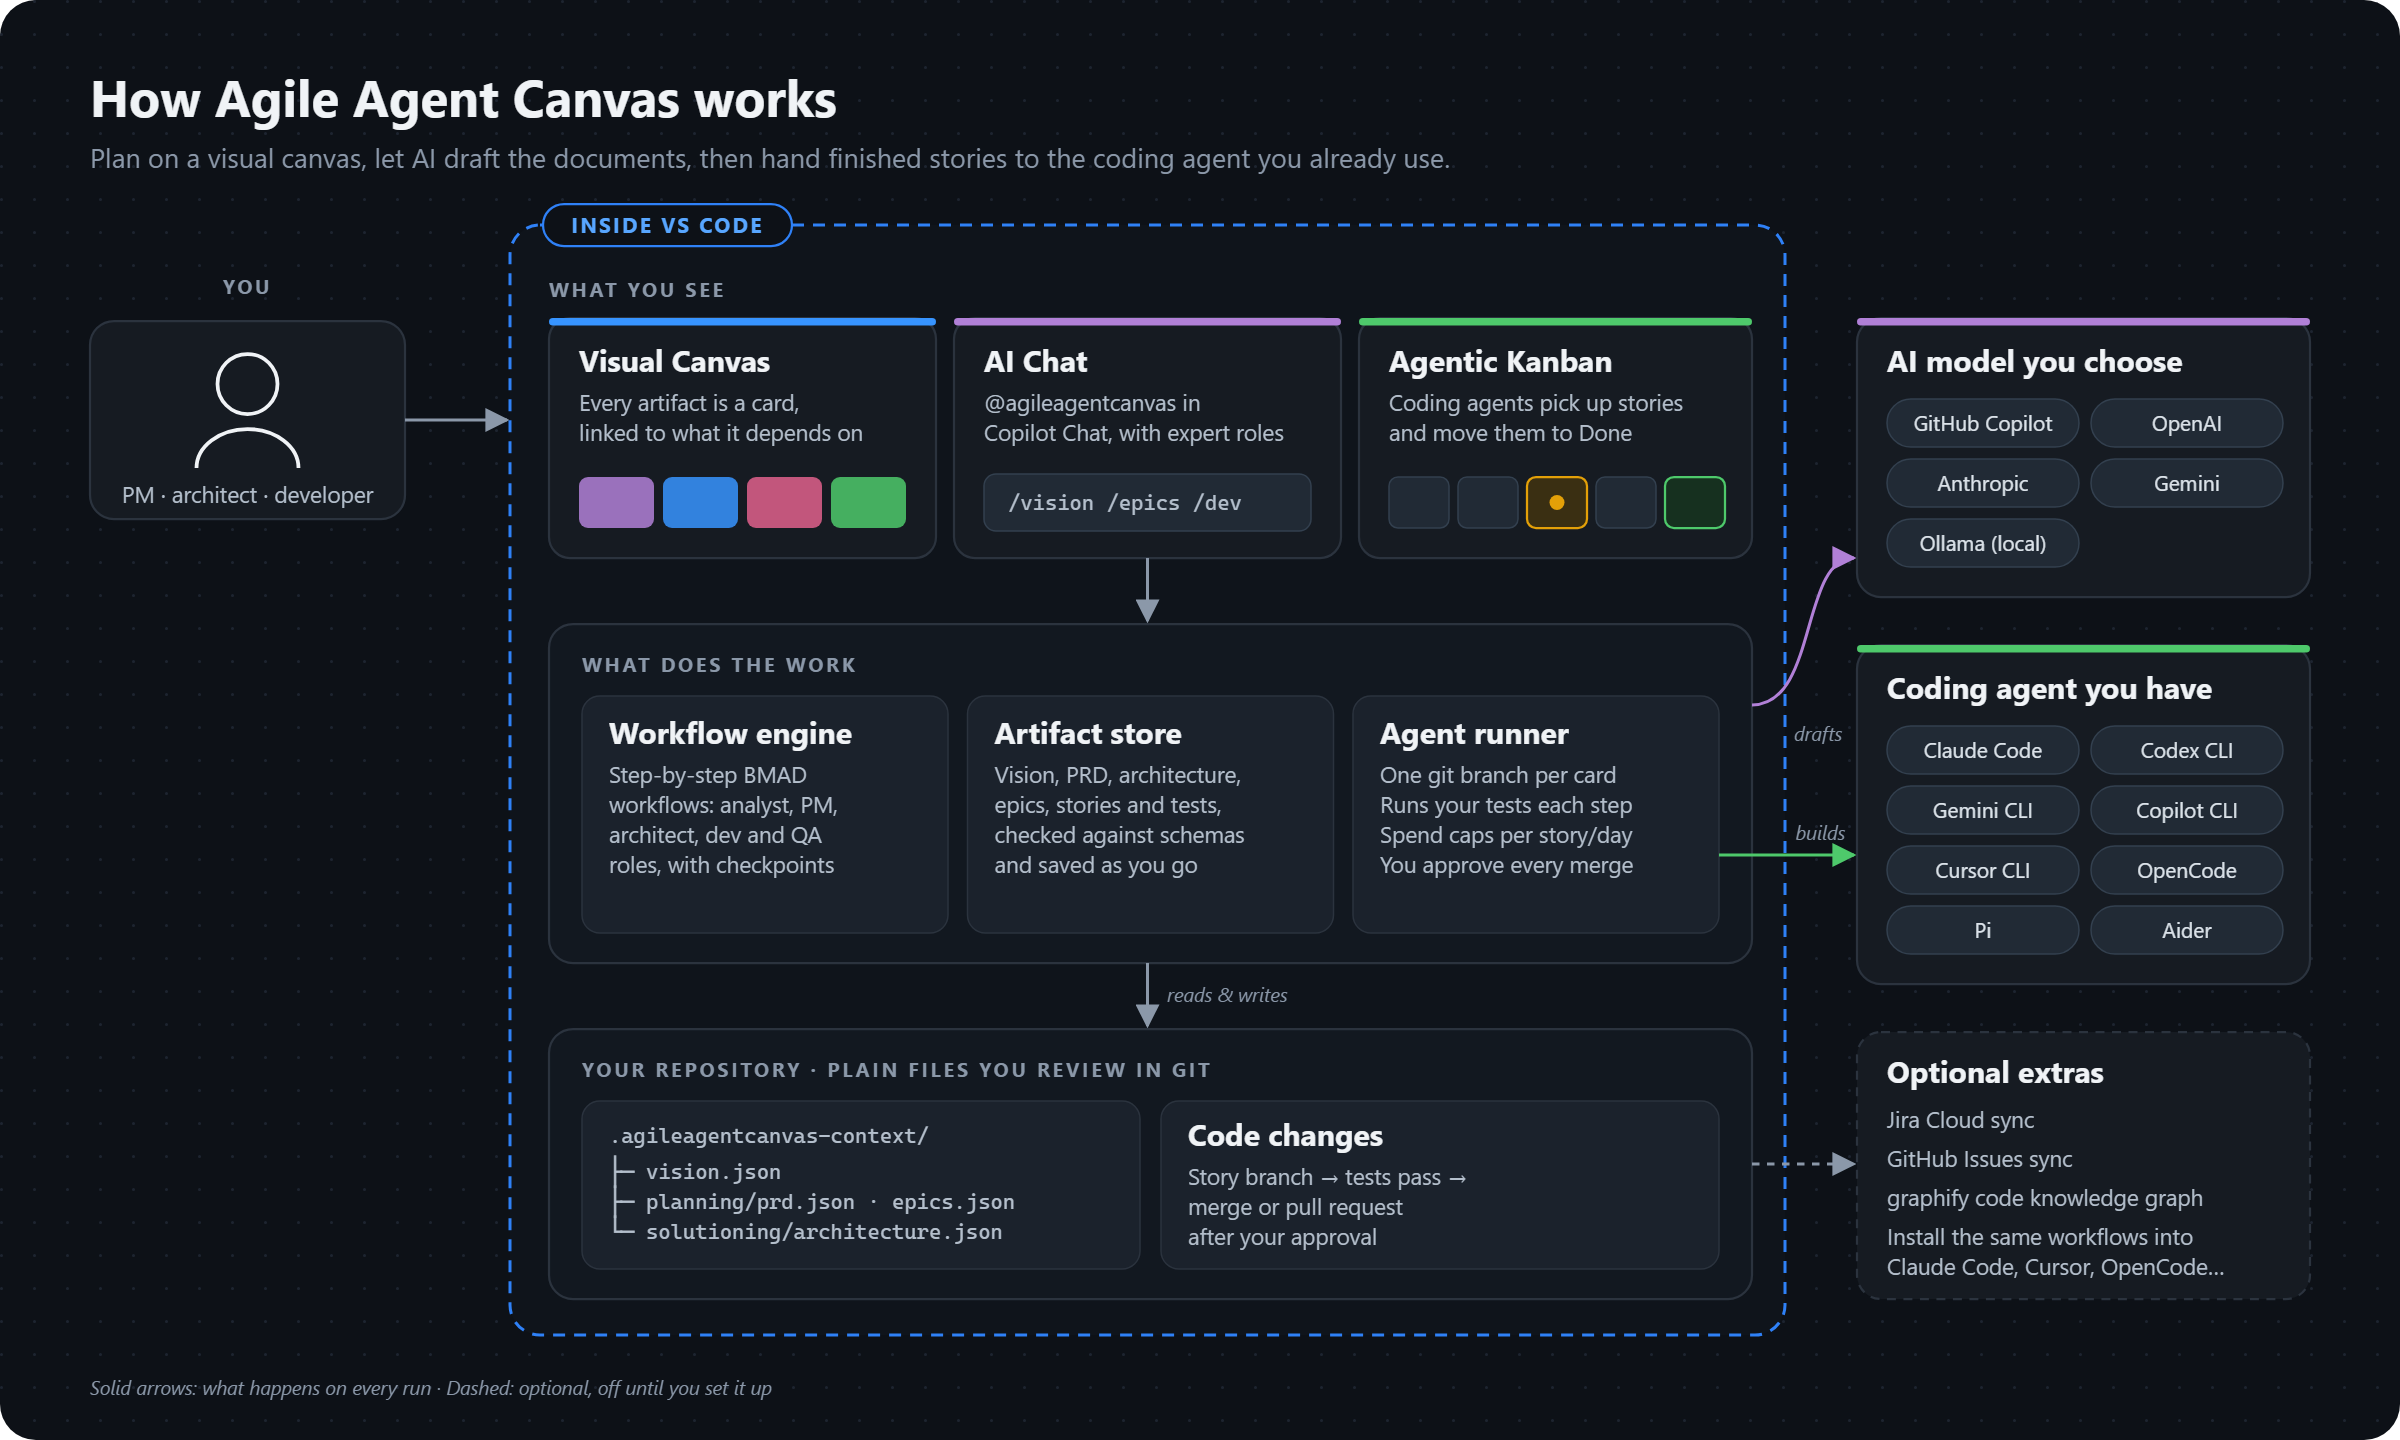 How Agile Agent Canvas works
Plan on a visual canvas, let AI draft the documents, then hand finished stories to the coding agent you already use.
INSIDE VS CODE
YOU
PM · architect · developer
WHAT YOU SEE
Visual Canvas
Every artifact is a card,
linked to what it depends on
AI Chat
@agileagentcanvas in
Copilot Chat, with expert roles
/vision /epics /dev
Agentic Kanban
Coding agents pick up stories
and move them to Done
WHAT DOES THE WORK
Workflow engine
Step-by-step BMAD
workflows: analyst, PM,
architect, dev and QA
roles, with checkpoints
Artifact store
Vision, PRD, architecture,
epics, stories and tests,
checked against schemas
and saved as you go
Agent runner
One git branch per card
Runs your tests each step
Spend caps per story/day
You approve every merge
reads & writes
YOUR REPOSITORY · PLAIN FILES YOU REVIEW IN GIT
.agileagentcanvas-context/
├─ vision.json
├─ planning/prd.json · epics.json
└─ solutioning/architecture.json
Code changes
Story branch → tests pass →
merge or pull request
after your approval
drafts
builds
AI model you choose
GitHub Copilot
OpenAI
Anthropic
Gemini
Ollama (local)
Coding agent you have
Claude Code
Codex CLI
Gemini CLI
Copilot CLI
Cursor CLI
OpenCode
Pi
Aider
Optional extras
Jira Cloud sync
GitHub Issues sync
graphify code knowledge graph
Install the same workflows into
Claude Code, Cursor, OpenCode...
Solid arrows: what happens on every run · Dashed: optional, off until you set it up